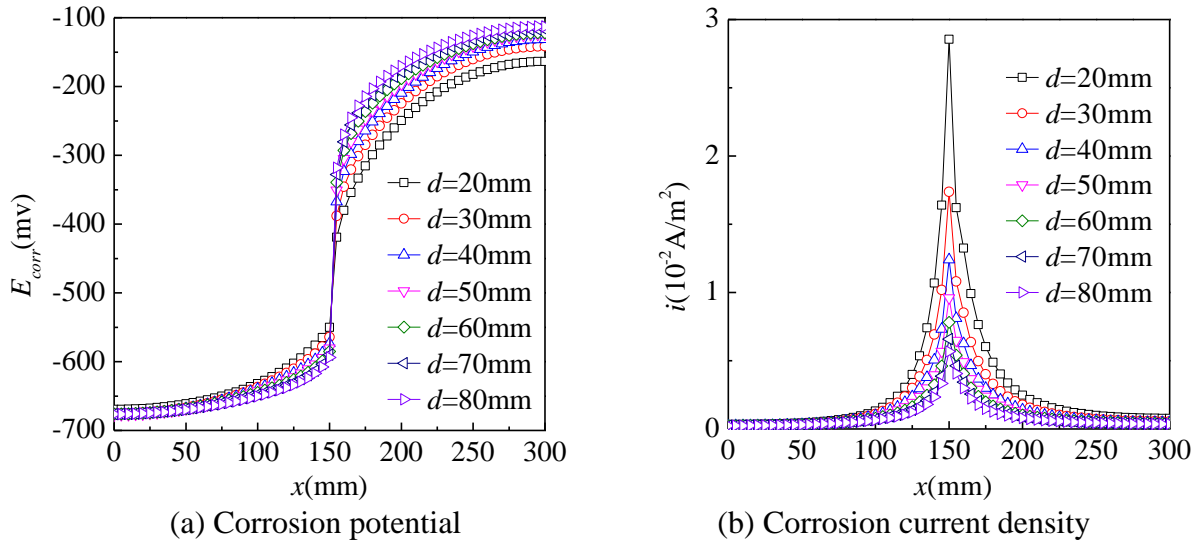 -100
-200
-300
-400
-500
-600
-700
E_corr(mv)
d=20mm
d=30mm
d=40mm
d=50mm
d=60mm
d=70mm
d=80mm
0 50 100 150 200 250 300
x(mm)
(a) Corrosion potential
3
2
1
0
i(10^-2 A/m^2)
d=20mm
d=30mm
d=40mm
d=50mm
d=60mm
d=70mm
d=80mm
0 50 100 150 200 250 300
x(mm)
(b) Corrosion current density